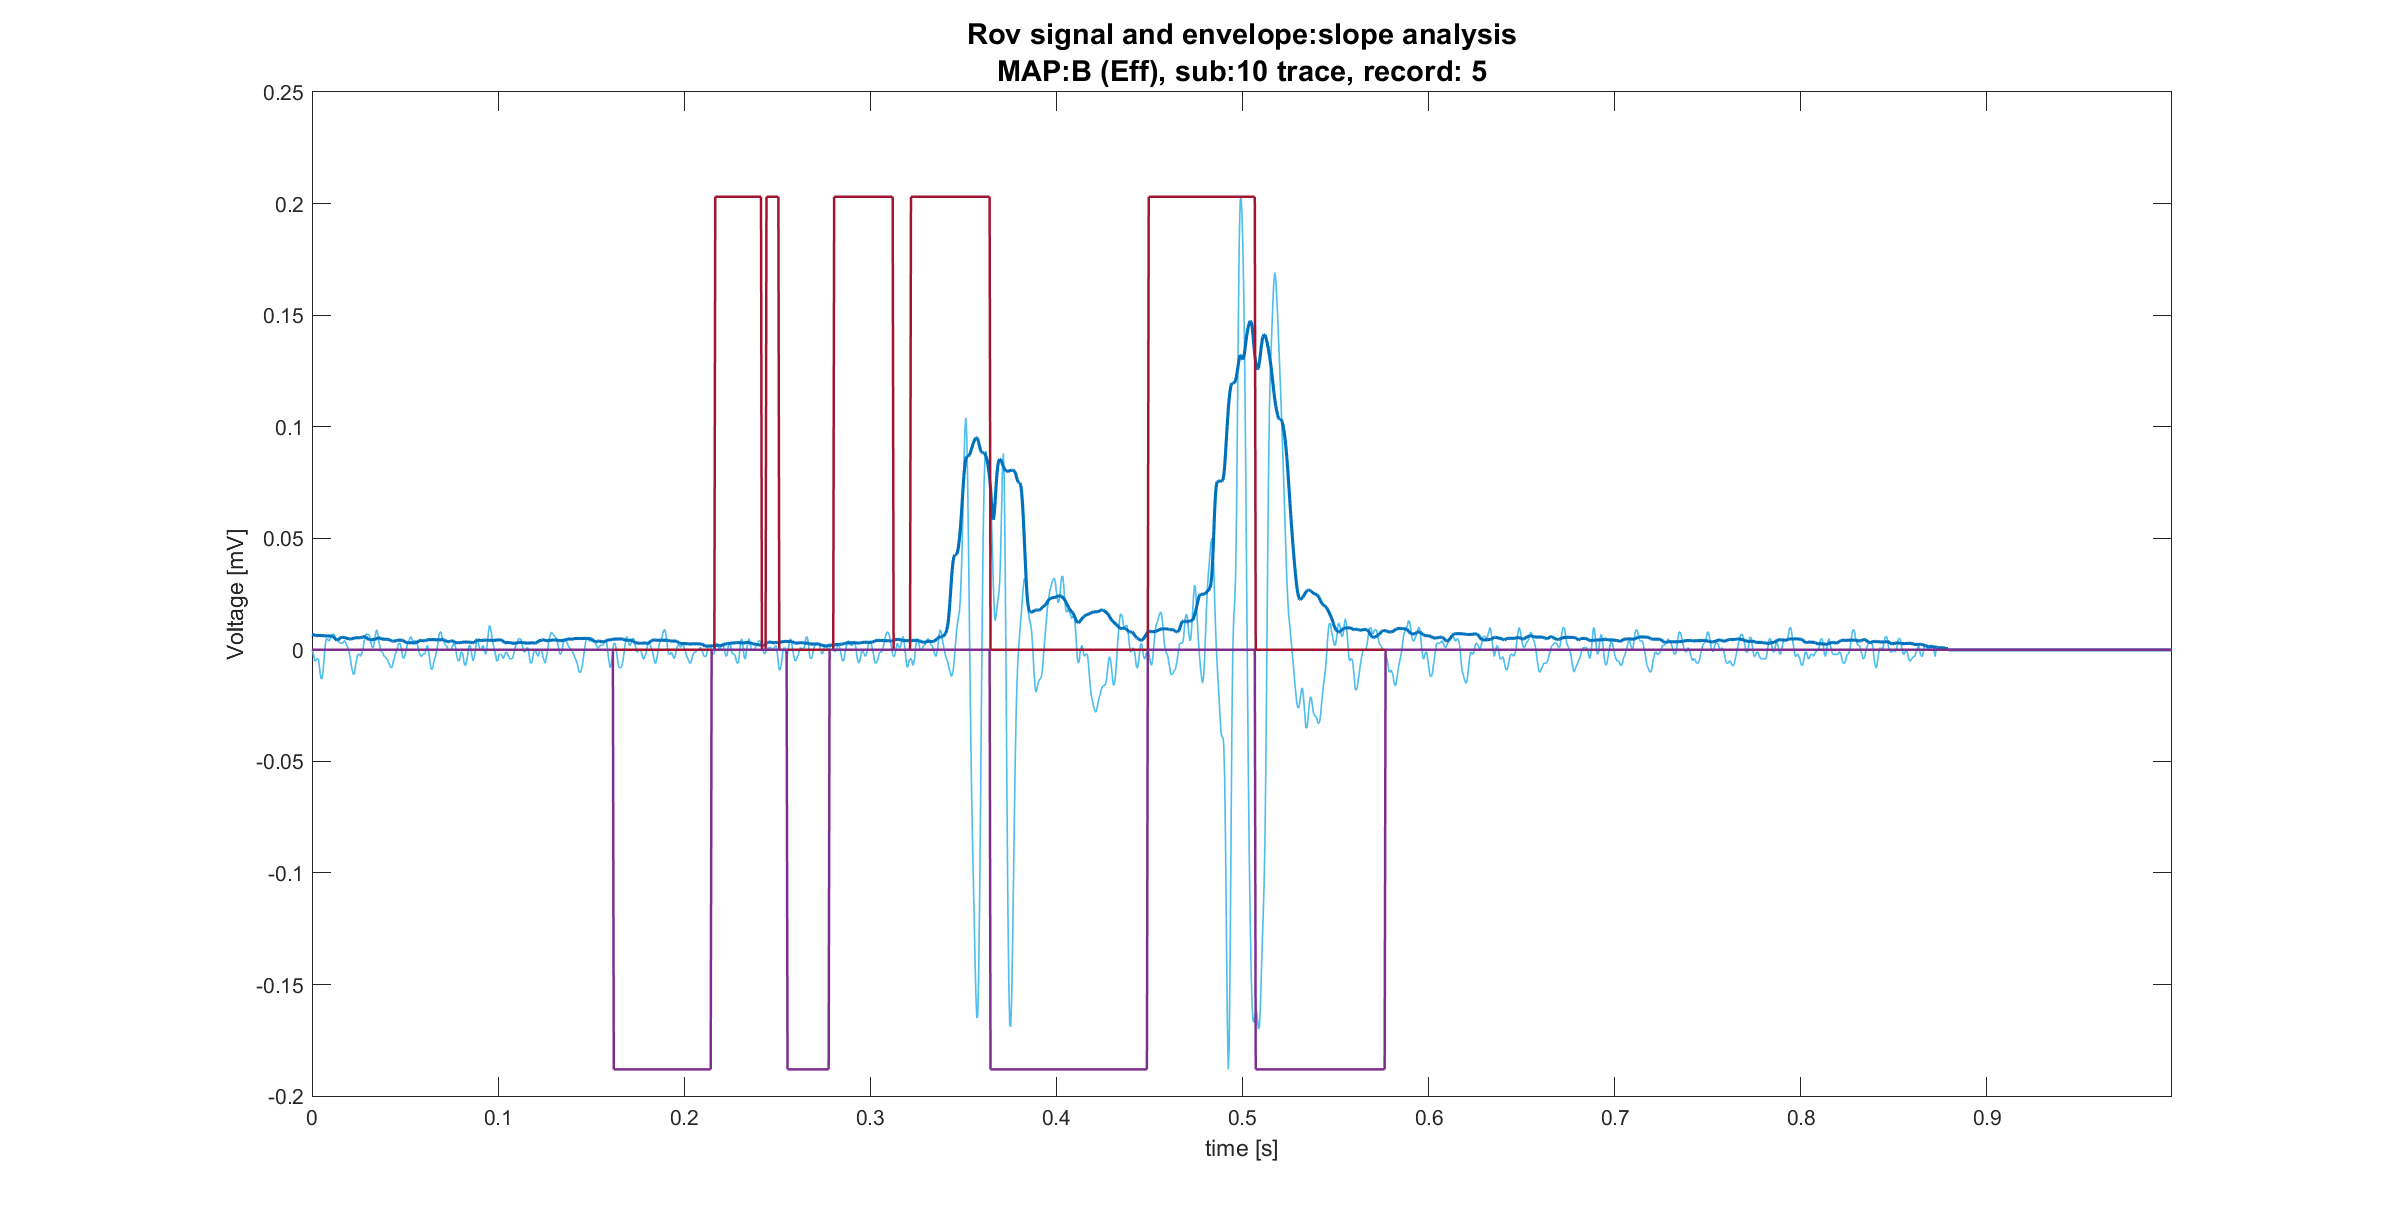 Rov signal and envelope:slope analysis
MAP:B (Eff), sub:10 trace, record: 5
0.25
0.2
0.15
0.1
0.05
0
-0.05
-0.1
-0.15
-0.2
Voltage [mV]
0 0.1 0.2 0.3 0.4 0.5 0.6 0.7 0.8 0.9
time [s]